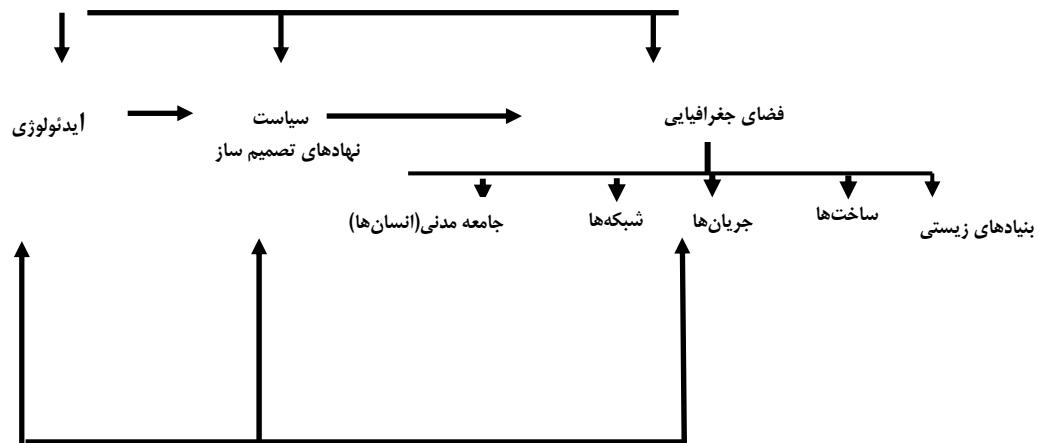 فضای جغرافیایی
سیاست
نهادهای تصمیم ساز
ایدئولوژی
بنیادهای زیستی
ساخت‌ها
جریان‌ها
شبکه‌ها
جامعه مدنی(انسان‌ها)